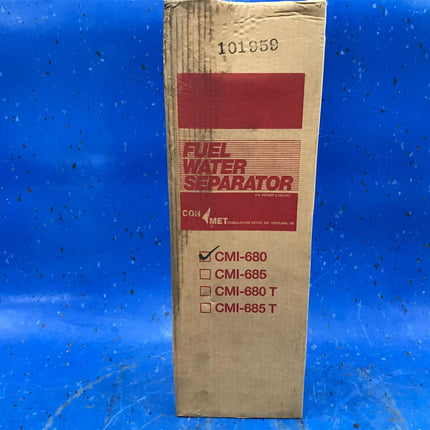 101959
FUEL
WATER
SEPARATOR
CON MET
CMI-680
CMI-685
CMI-680 T
CMI-685 T